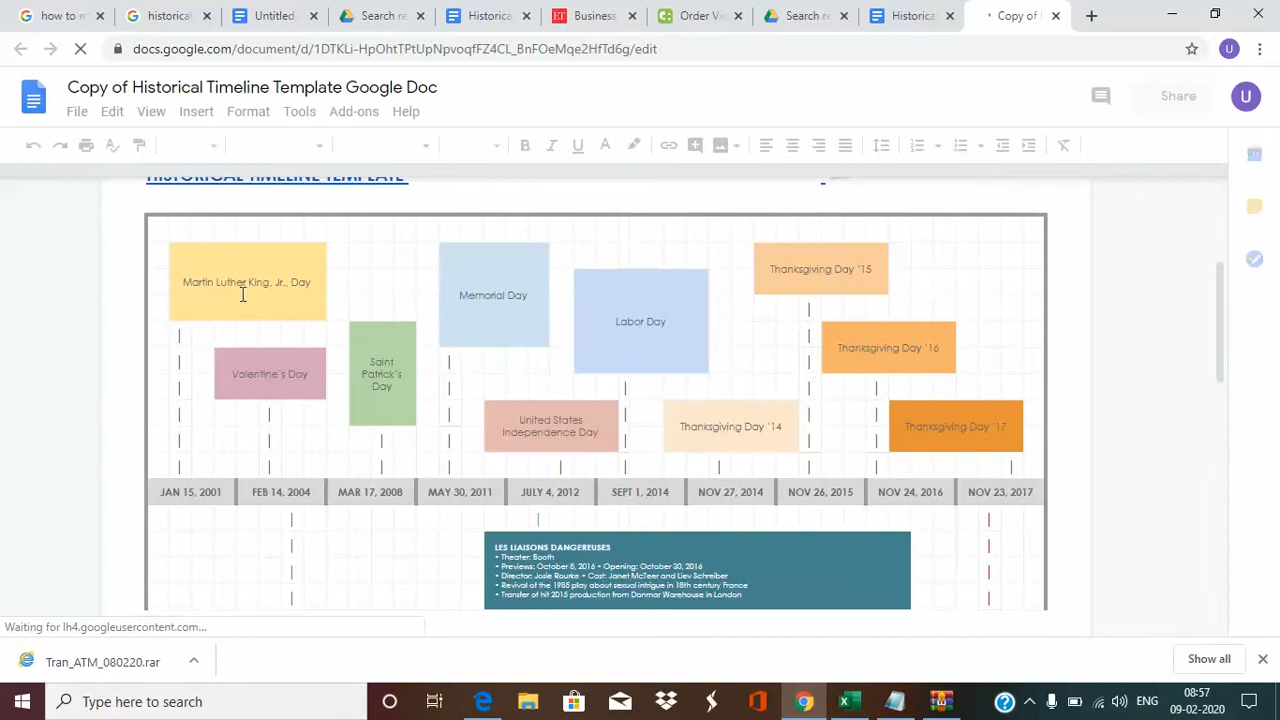 how to m
historical
Untitled
Search re
Historica
Business
Order Vie
Search re
Historica
Copy of
docs.google.com/document/d/1DTKLi-HpOhtTPtUpNpvoqfFZ4CL_BnFOeMqe2HfTd6g/edit
U
Copy of Historical Timeline Template Google Doc
File Edit View Insert Format Tools Add-ons Help
Share
U
HISTORICAL TIMELINE TEMPLATE
Martin Luther King, Jr., Day
Memorial Day
Labor Day
Thanksgiving Day '15
Valentine's Day
Saint
Patrick's
Day
Thanksgiving Day '16
United States
Independence Day
Thanksgiving Day '14
Thanksgiving Day '17
JAN 15, 2001 FEB 14, 2004 MAR 17, 2008 MAY 30, 2011 JULY 4, 2012 SEPT 1, 2014 NOV 27, 2014 NOV 26, 2015 NOV 24, 2016 NOV 23, 2017
LES LIAISONS DANGEREUSES
• Theater: Booth
• Previews: October 8, 2016 • Opening: October 30, 2016
• Director: Josie Rourke • Cast: Janet McTeer and Liev Schreiber
• Revival of the 1985 play about sexual intrigue in 18th century France
• Transfer of hit 2015 production from Donmar Warehouse in London
Waiting for lh4.googleusercontent.com...
Tran_ATM_080220.rar
Show all
Type here to search
ENG
08:57
09-02-2020